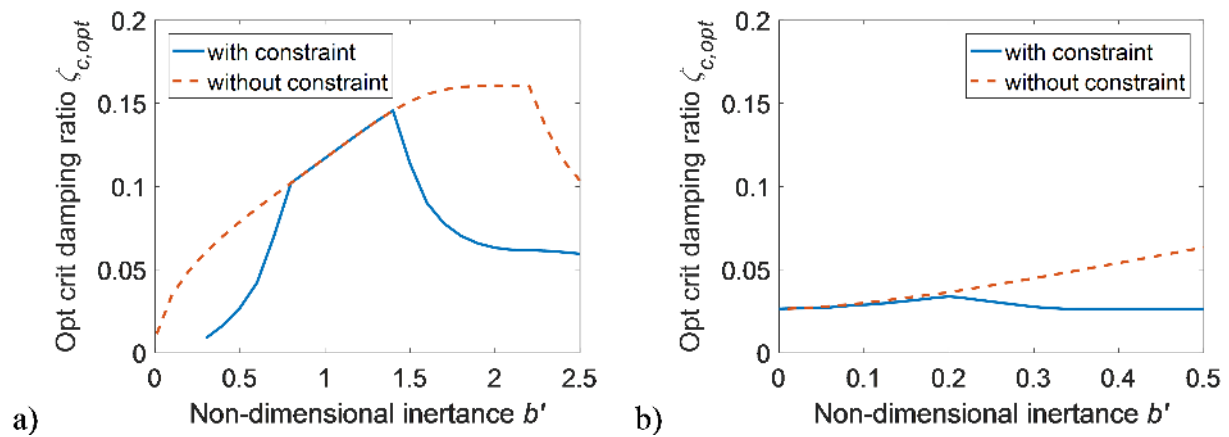 0.2
0.15
0.1
0.05
0
Opt crit damping ratio ζc,opt
with constraint
without constraint
0 0.5 1 1.5 2 2.5
Non-dimensional inertance b'
a)
0.2
0.15
0.1
0.05
0
Opt crit damping ratio ζc,opt
with constraint
without constraint
0 0.1 0.2 0.3 0.4 0.5
Non-dimensional inertance b'
b)